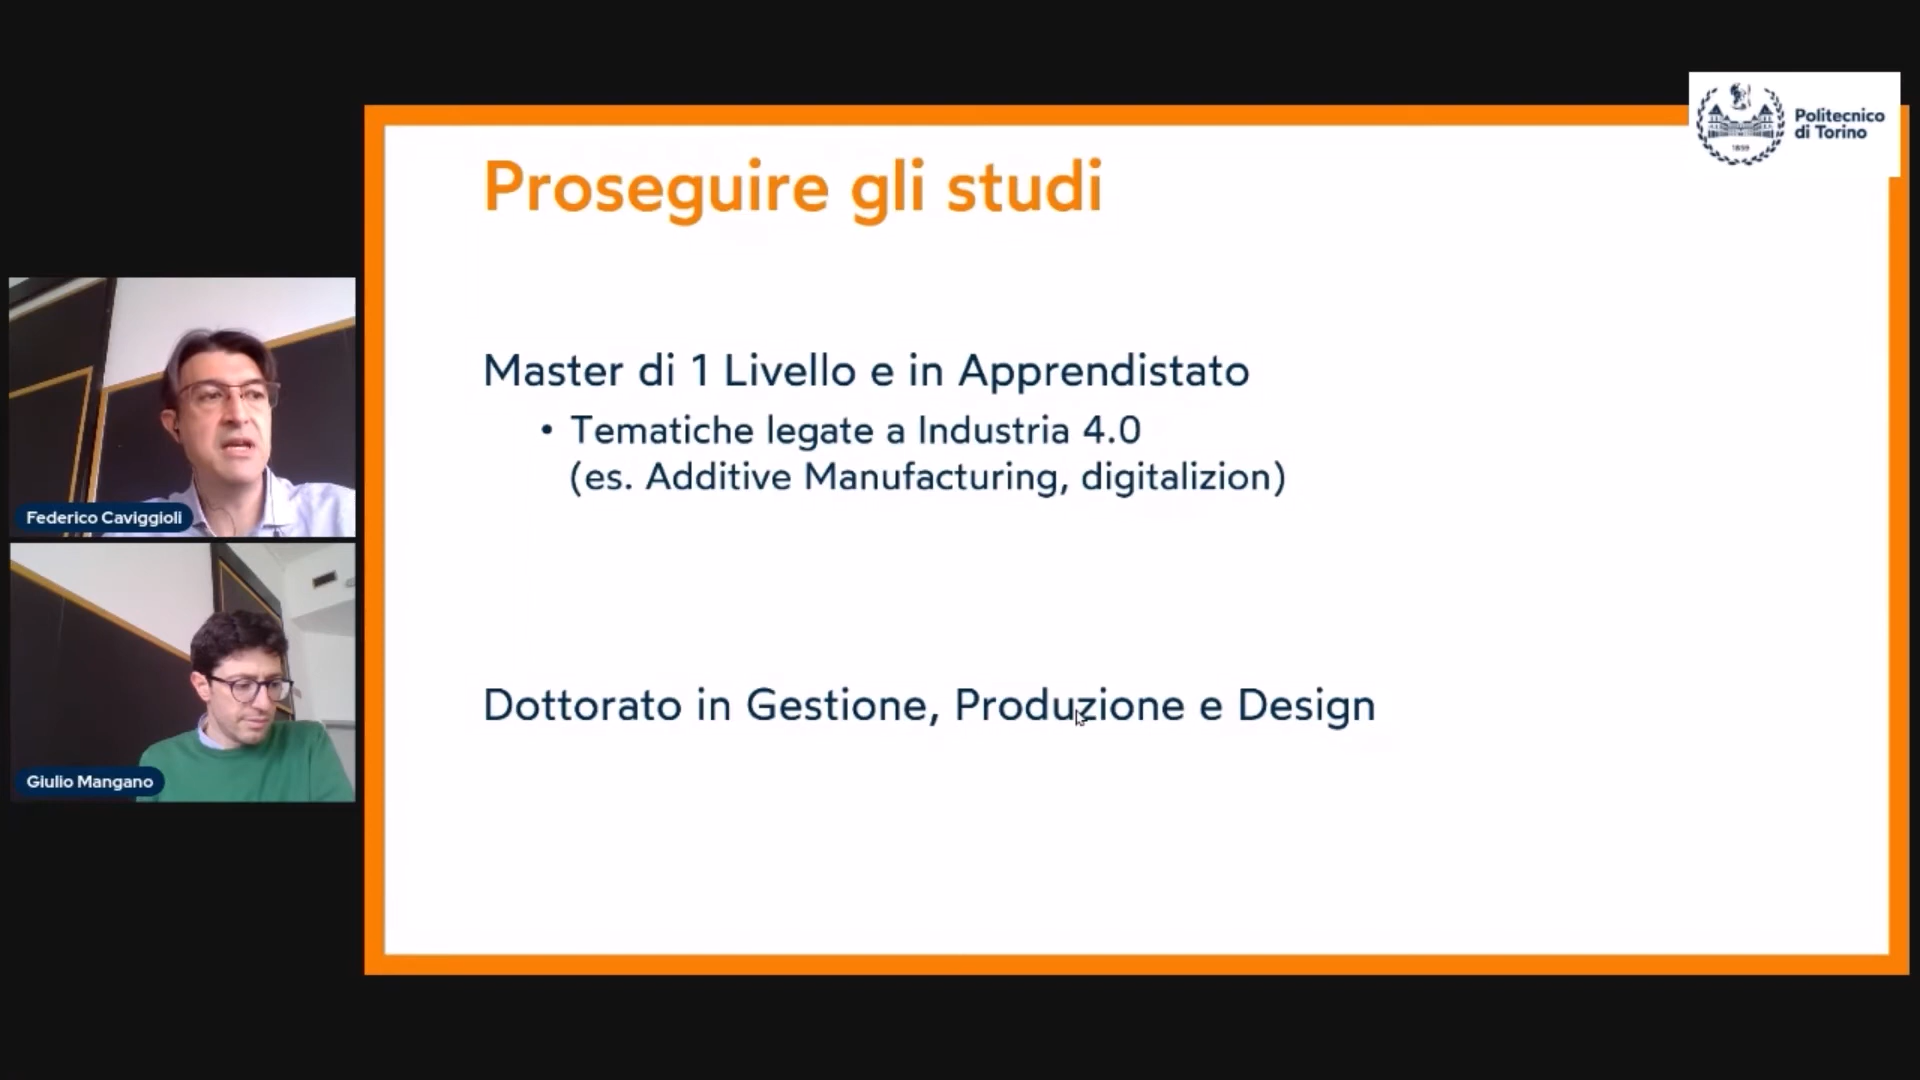 Politecnico
di Torino
1859
Proseguire gli studi
Master di 1 Livello e in Apprendistato
• Tematiche legate a Industria 4.0
(es. Additive Manufacturing, digitalizion)
Dottorato in Gestione, Produzione e Design
Federico Caviggioli
Giulio Mangano